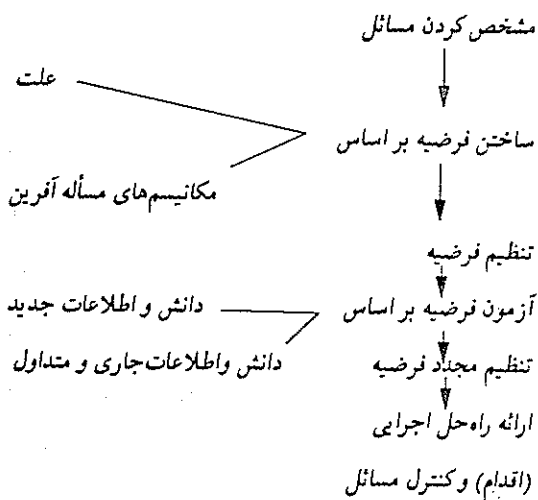 مشخص کردن مسائل
علت
ساختن فرضیه بر اساس
مکانیسم‌های مسأله آفرین
تنظیم فرضیه
آزمون فرضیه بر اساس
دانش و اطلاعات جدید
دانش واطلاعات جاری و متداول
تنظیم مجدد فرضیه
ارائه راه‌حل اجرایی
(اقدام) و کنترل مسائل